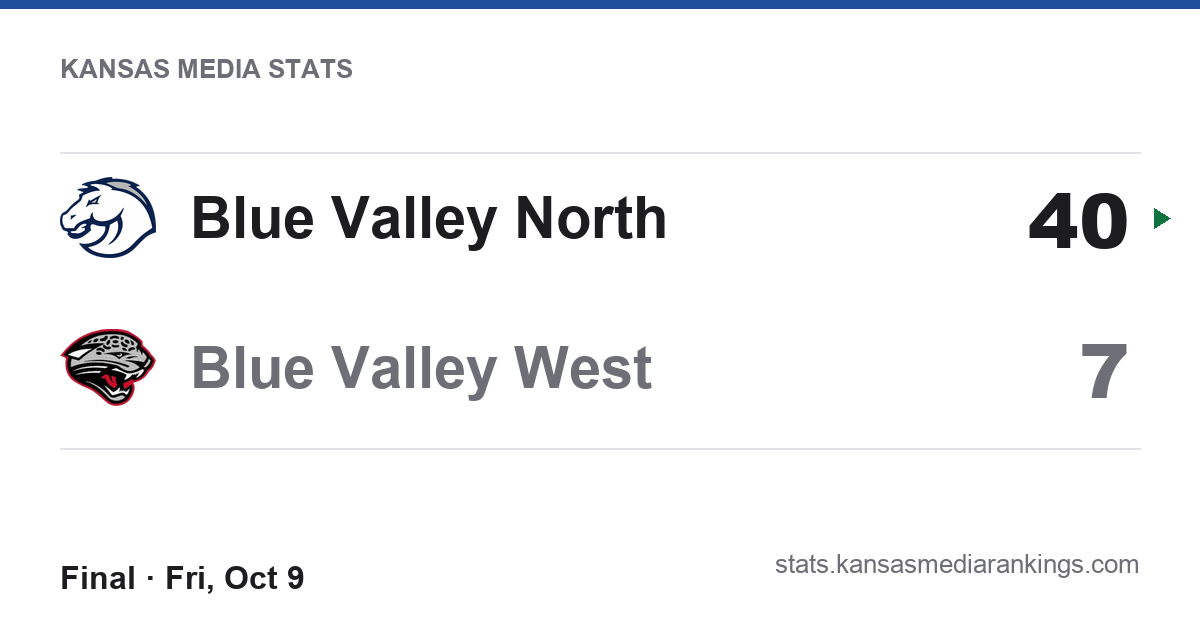 KANSAS MEDIA STATS
Blue Valley North 40
Blue Valley West 7
Final · Fri, Oct 9
stats.kansasmediarankings.com